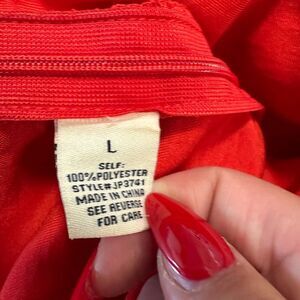 L
SELF:
100%POLYESTER
STYLE#JP3741
MADE IN CHINA
SEE REVERSE
FOR CARE